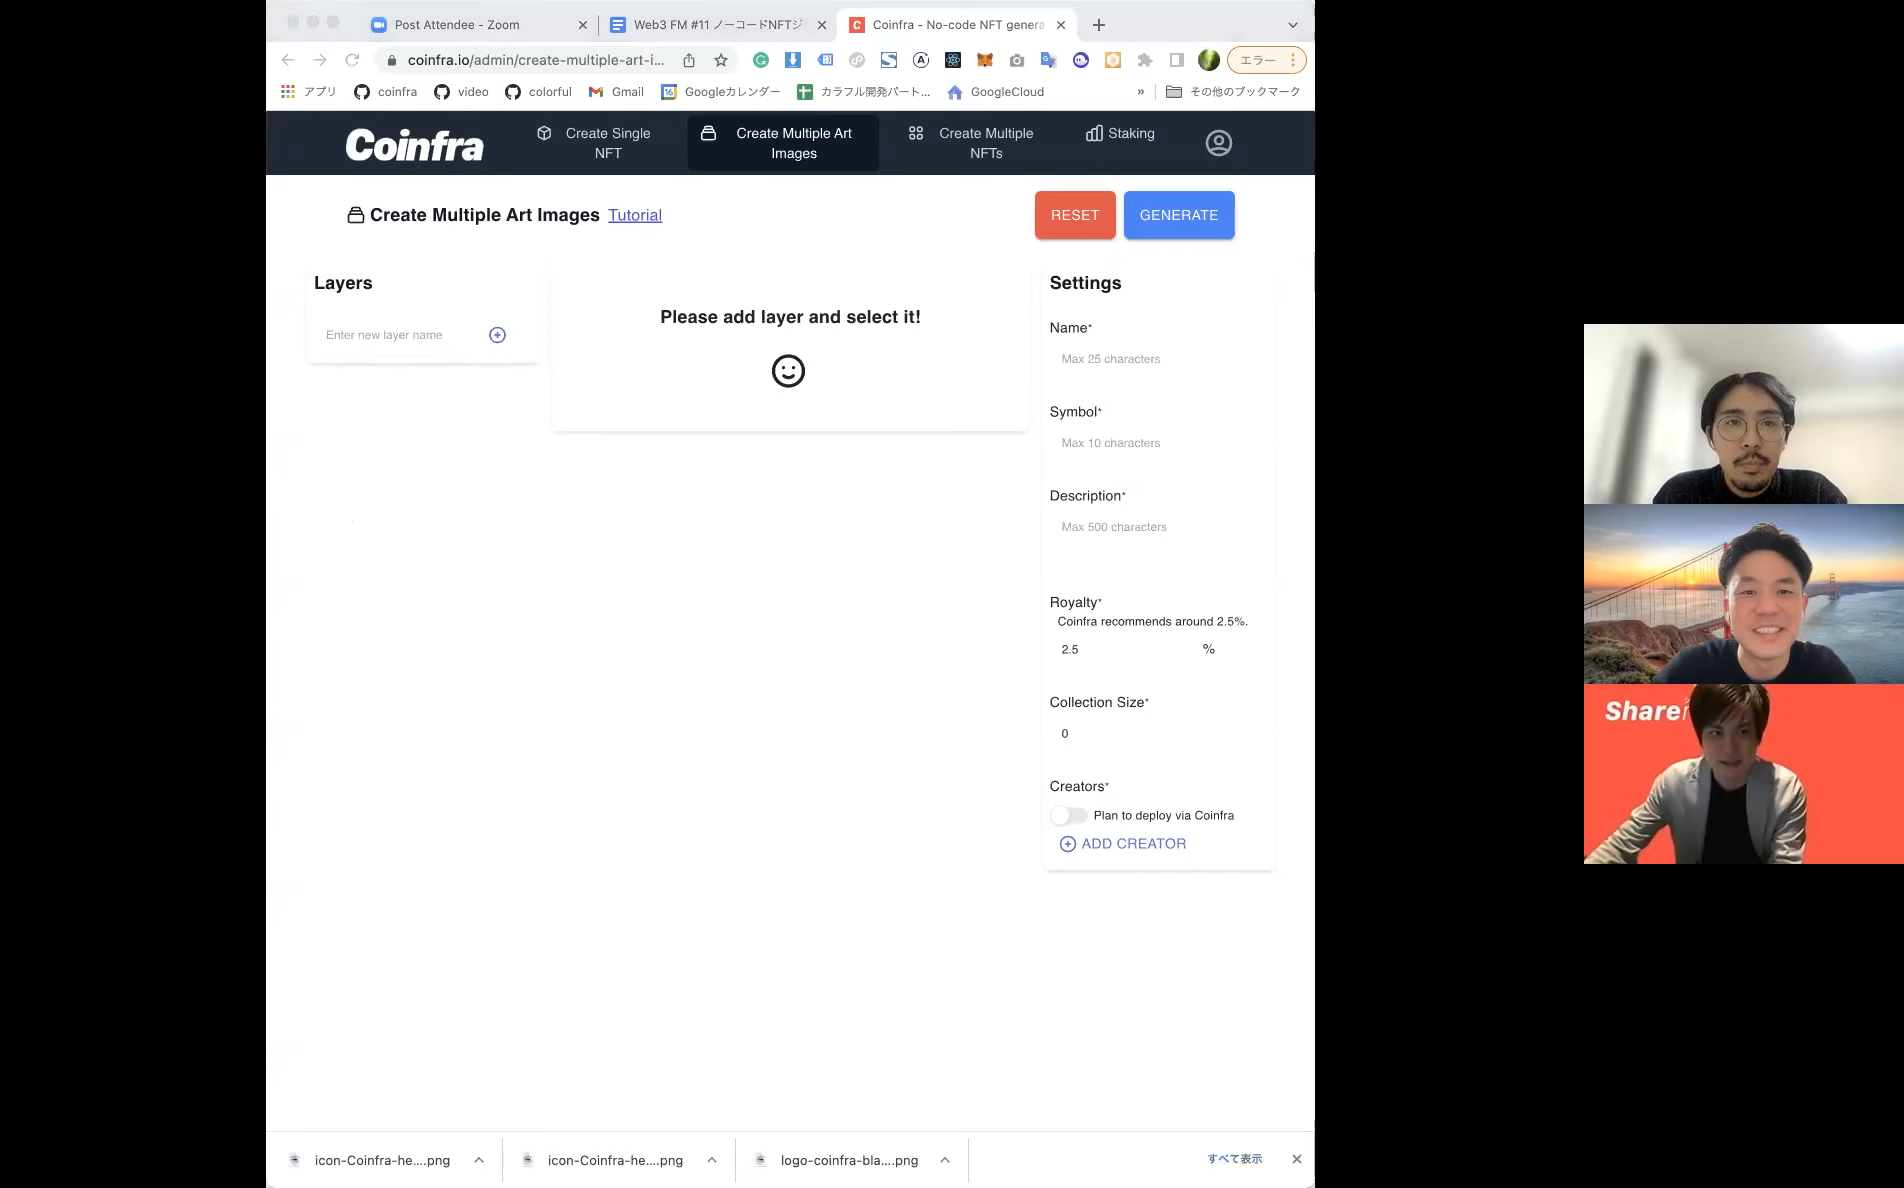 Post Attendee - Zoom
Web3 FM #11 ノーコードNFTジ
Coinfra - No-code NFT genera
coinfra.io/admin/create-multiple-art-i...
エラー
アプリ
coinfra
video
colorful
Gmail
16
Googleカレンダー
カラフル開発パート...
GoogleCloud
»
その他のブックマーク
Coinfra
Create Single
NFT
Create Multiple Art
Images
Create Multiple
NFTs
Staking
Create Multiple Art Images Tutorial
RESET
GENERATE
Layers
Enter new layer name
Please add layer and select it!
Settings
Name*
Max 25 characters
Symbol*
Max 10 characters
Description*
Max 500 characters
Royalty*
Coinfra recommends around 2.5%.
2.5 %
Collection Size*
0
Creators*
Plan to deploy via Coinfra
ADD CREATOR
Share
icon-Coinfra-he....png
icon-Coinfra-he....png
logo-coinfra-bla....png
すべて表示